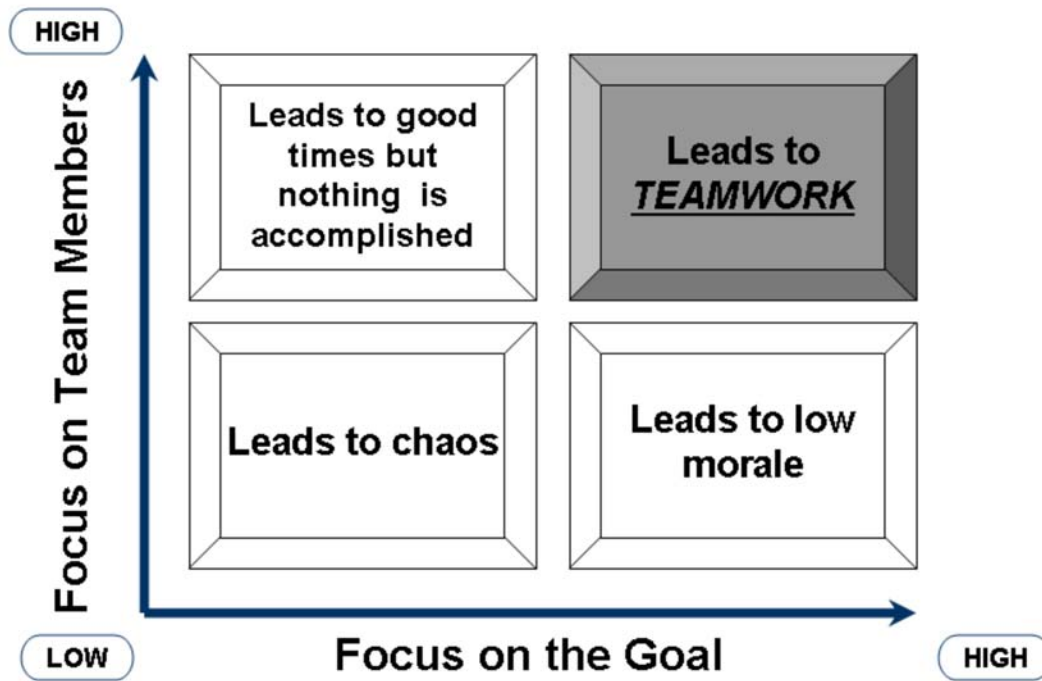 HIGH
Focus on Team Members
Leads to good
times but
nothing is
accomplished
Leads to
TEAMWORK
Leads to chaos
Leads to low
morale
LOW
Focus on the Goal
HIGH